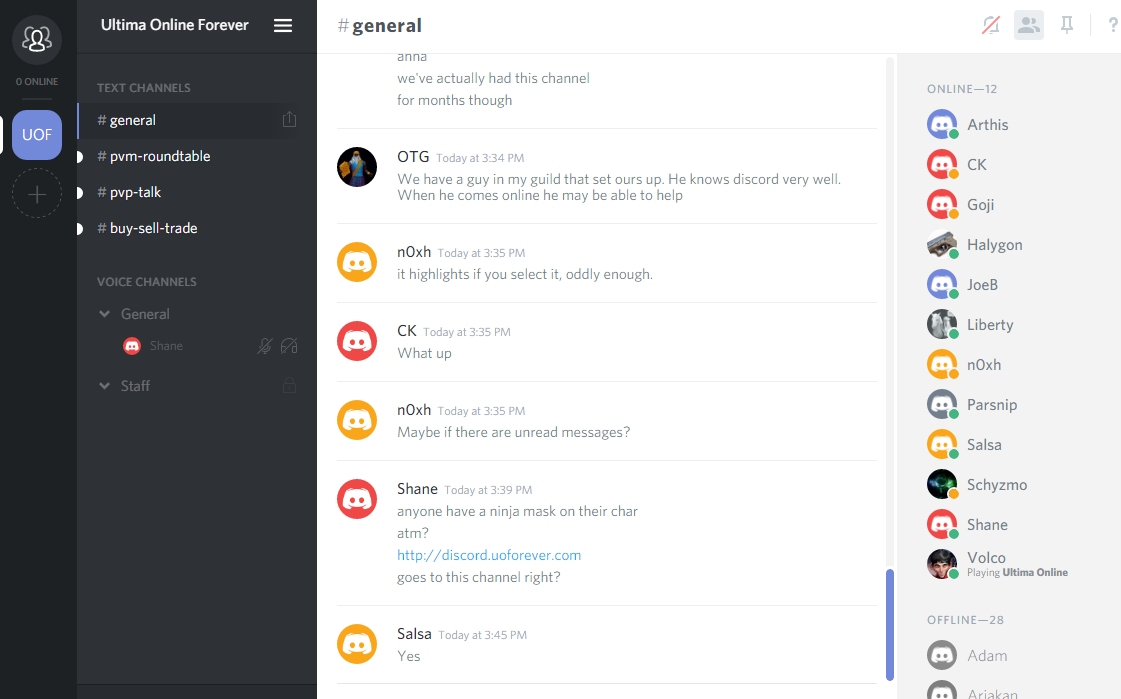 0 ONLINE
UOF
Ultima Online Forever
TEXT CHANNELS
# general
# pvm-roundtable
# pvp-talk
# buy-sell-trade
VOICE CHANNELS
General
Shane
Staff
# general
?
anna
we've actually had this channel
for months though
OTG Today at 3:34 PM
We have a guy in my guild that set ours up. He knows discord very well.
When he comes online he may be able to help
n0xh Today at 3:35 PM
it highlights if you select it, oddly enough.
CK Today at 3:35 PM
What up
n0xh Today at 3:35 PM
Maybe if there are unread messages?
Shane Today at 3:39 PM
anyone have a ninja mask on their char
atm?
http://discord.uoforever.com
goes to this channel right?
Salsa Today at 3:45 PM
Yes
ONLINE—12
Arthis
CK
Goji
Halygon
JoeB
Liberty
n0xh
Parsnip
Salsa
Schyzmo
Shane
Volco
Playing Ultima Online
OFFLINE—28
Adam
Ariakan